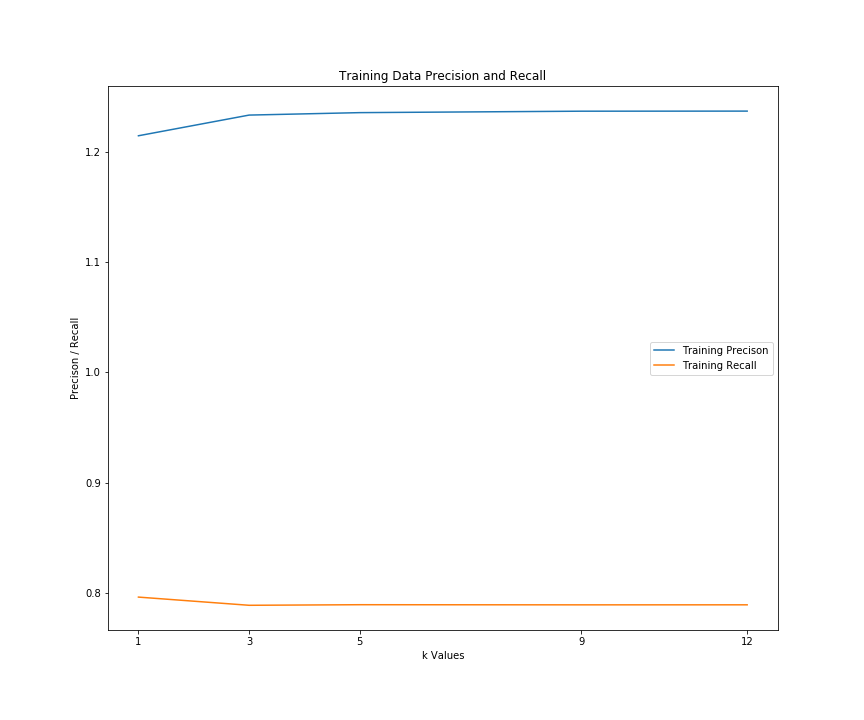 Training Data Precision and Recall
1.2
1.1
1.0
0.9
0.8
Precison / Recall
Training Precison
Training Recall
1 3 5 9 12
k Values